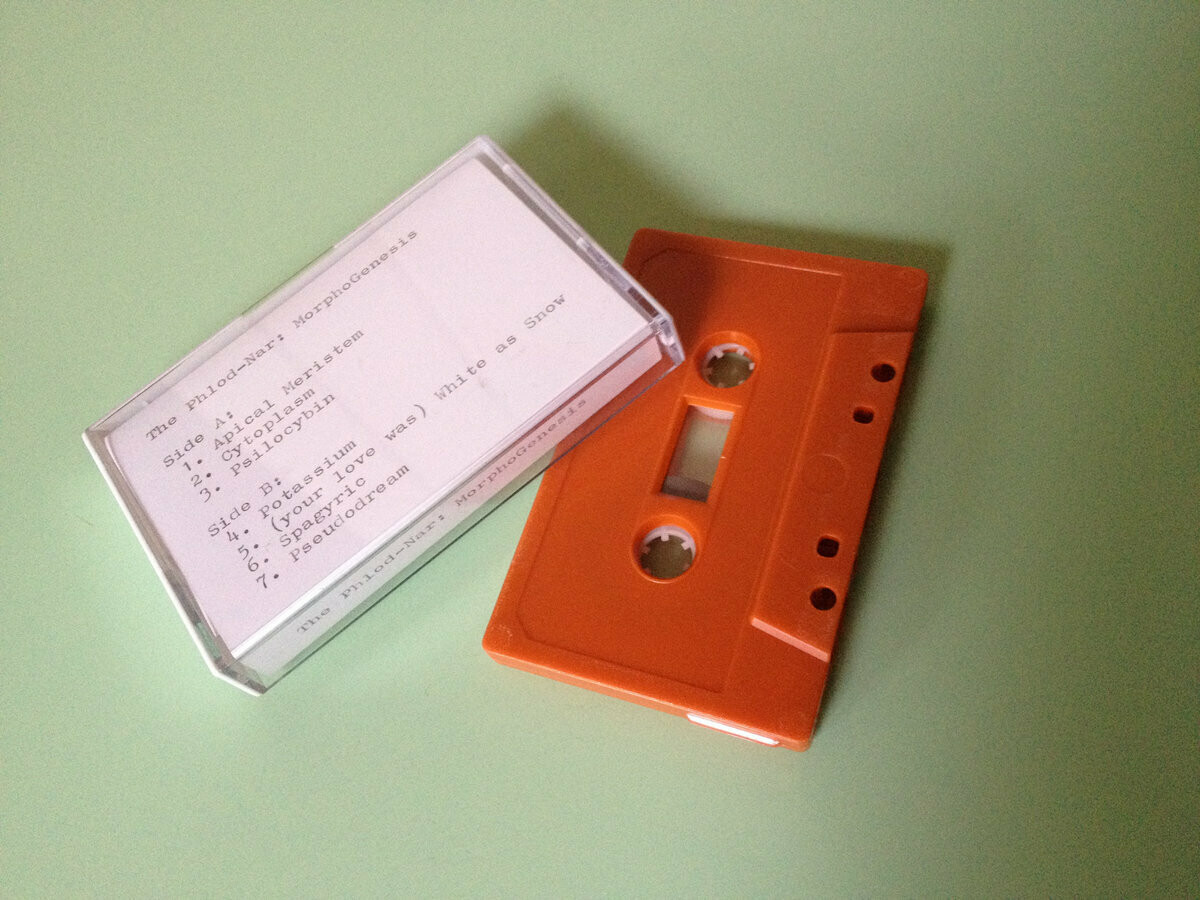 The Phlod-Nar: MorphoGenesis
Side A:
1. Apical Meristem
2. Cytoplasm
3. Psilocybin
Side B:
4. Potassium
5. (your love was) White as Snow
6. Spagyric
7. Pseudodream
The Phlod-Nar: MorphoGenesis